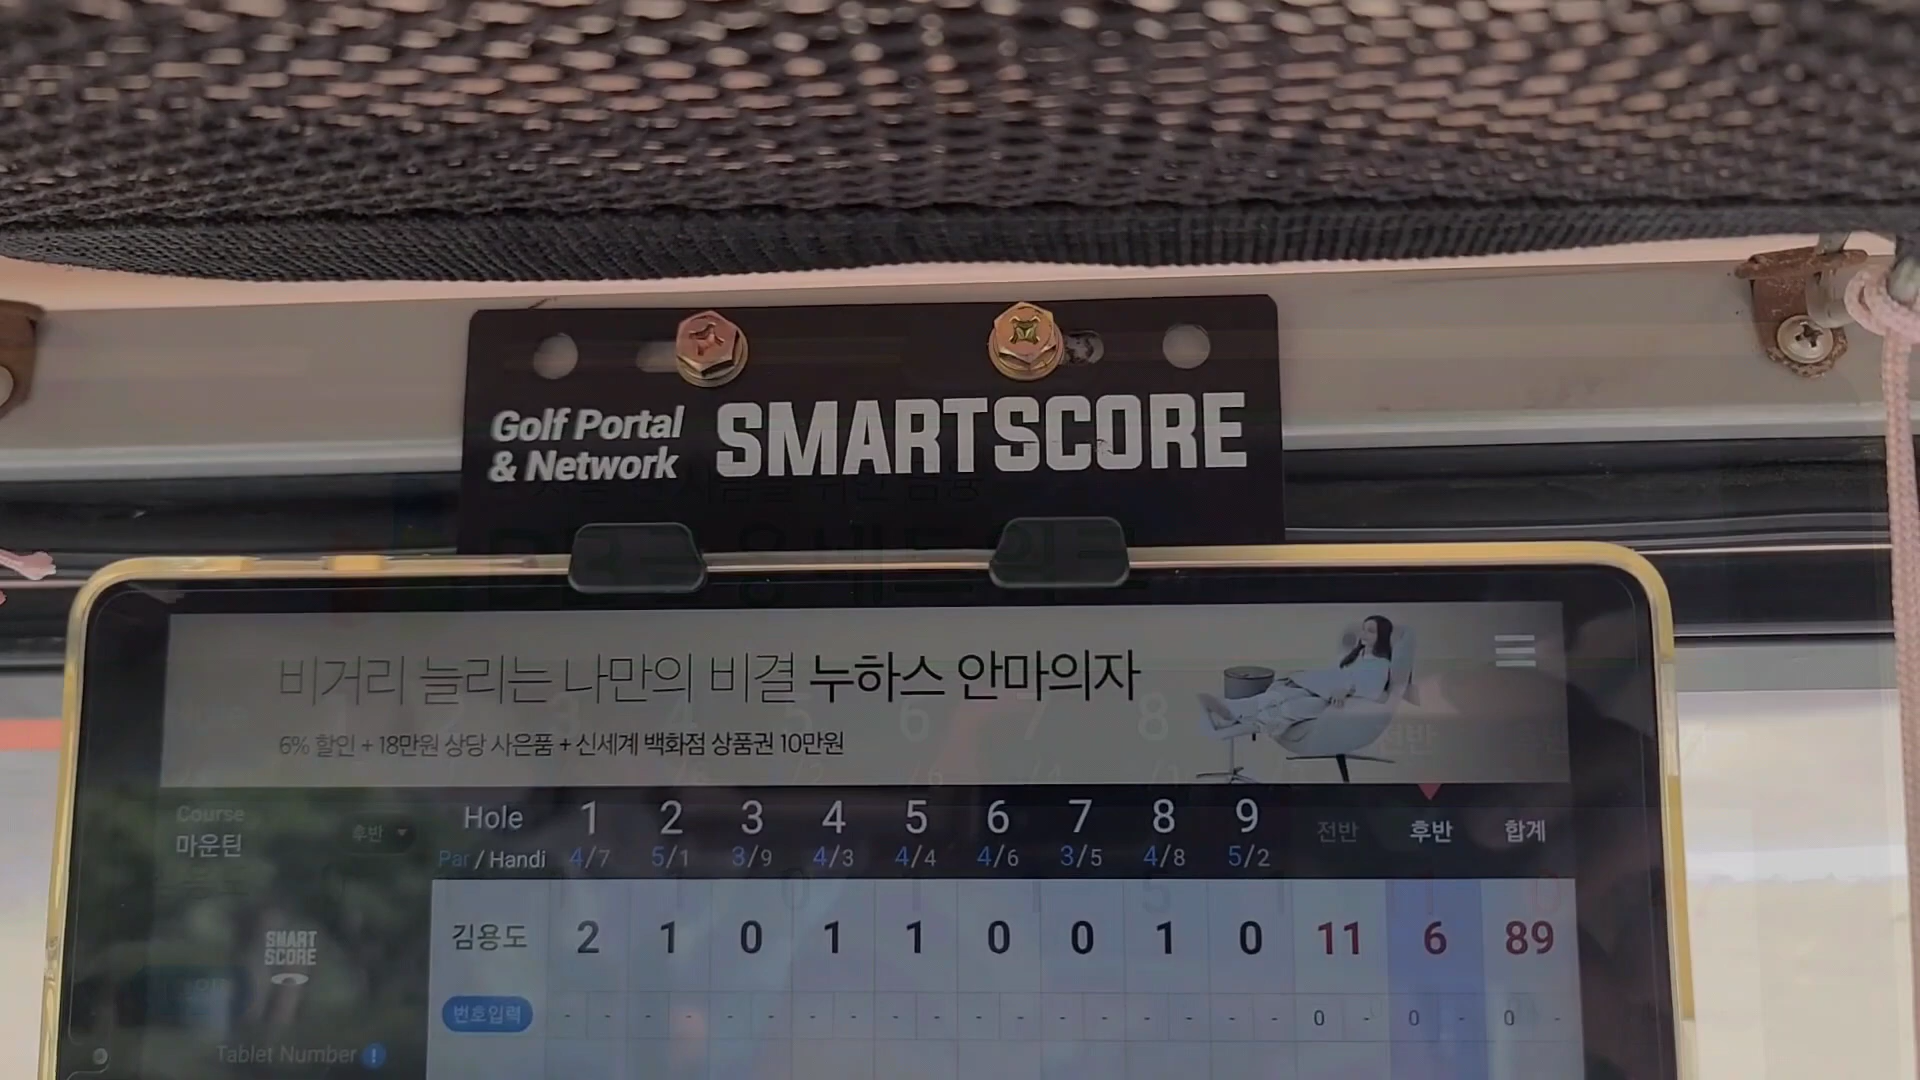 Golf Portal
& Network
SMARTSCORE
비거리 늘리는 나만의 비결 누하스 안마의자
6% 할인 + 18만원 상당 사은품 + 신세계 백화점 상품권 10만원
Course
마운틴
후반
Hole 1 2 3 4 5 6 7 8 9 전반 후반 합계
Par / Handi 4/7 5/1 3/9 4/3 4/4 4/6 3/5 4/8 5/2
김용도 2 1 0 1 1 0 0 1 0 11 6 89
SMART
SCORE
번호입력 - - - - - - - - - - - - - - - - - - 0 - 0 - 0 -
Tablet Number !